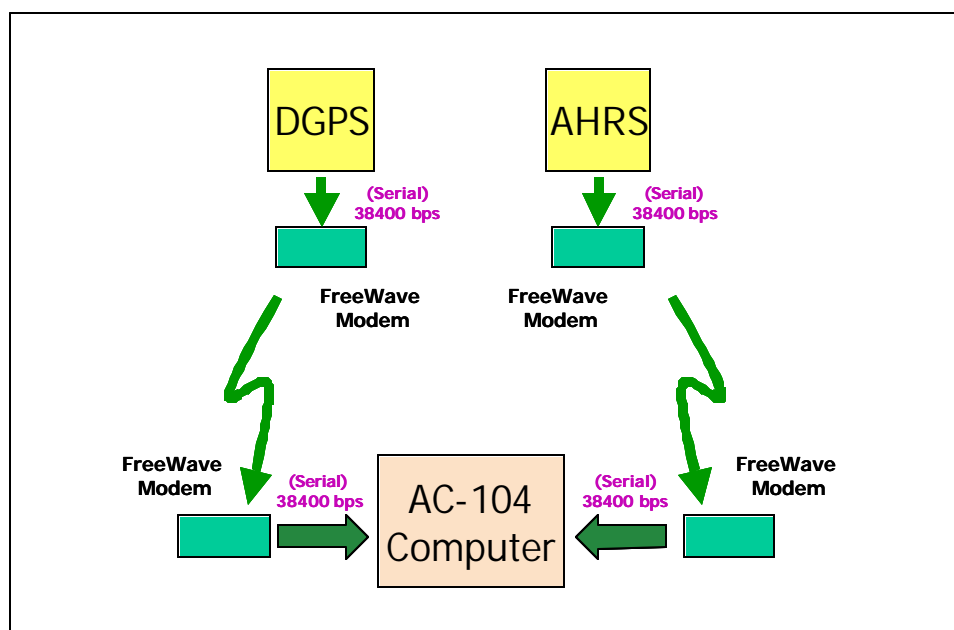 DGPS
AHRS
(Serial)
38400 bps
(Serial)
38400 bps
FreeWave
Modem
FreeWave
Modem
FreeWave
Modem
(Serial)
38400 bps
AC-104
Computer
(Serial)
38400 bps
FreeWave
Modem